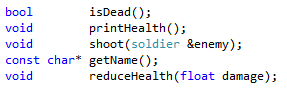 bool        isDead();
void        printHealth();
void        shoot(soldier &enemy);
const char* getName();
void        reduceHealth(float damage);